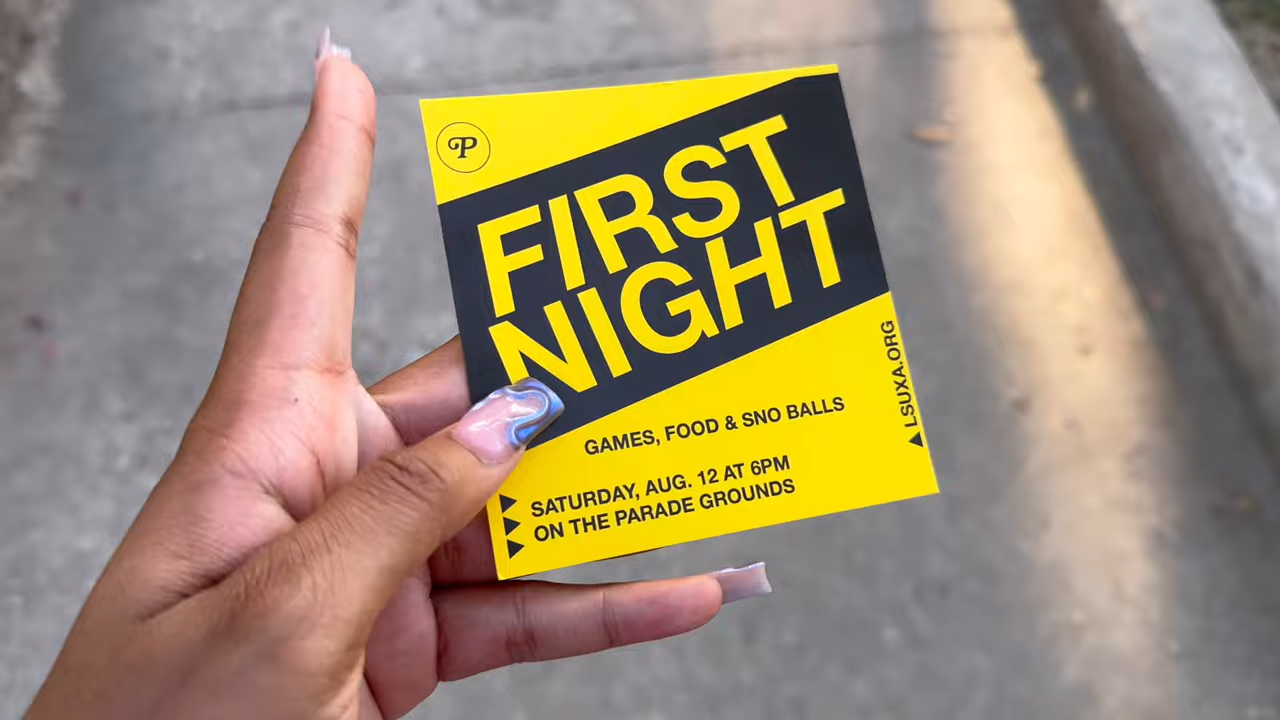 P
FIRST
NIGHT
GAMES, FOOD & SNO BALLS
SATURDAY, AUG. 12 AT 6PM
ON THE PARADE GROUNDS
LSUXA.ORG